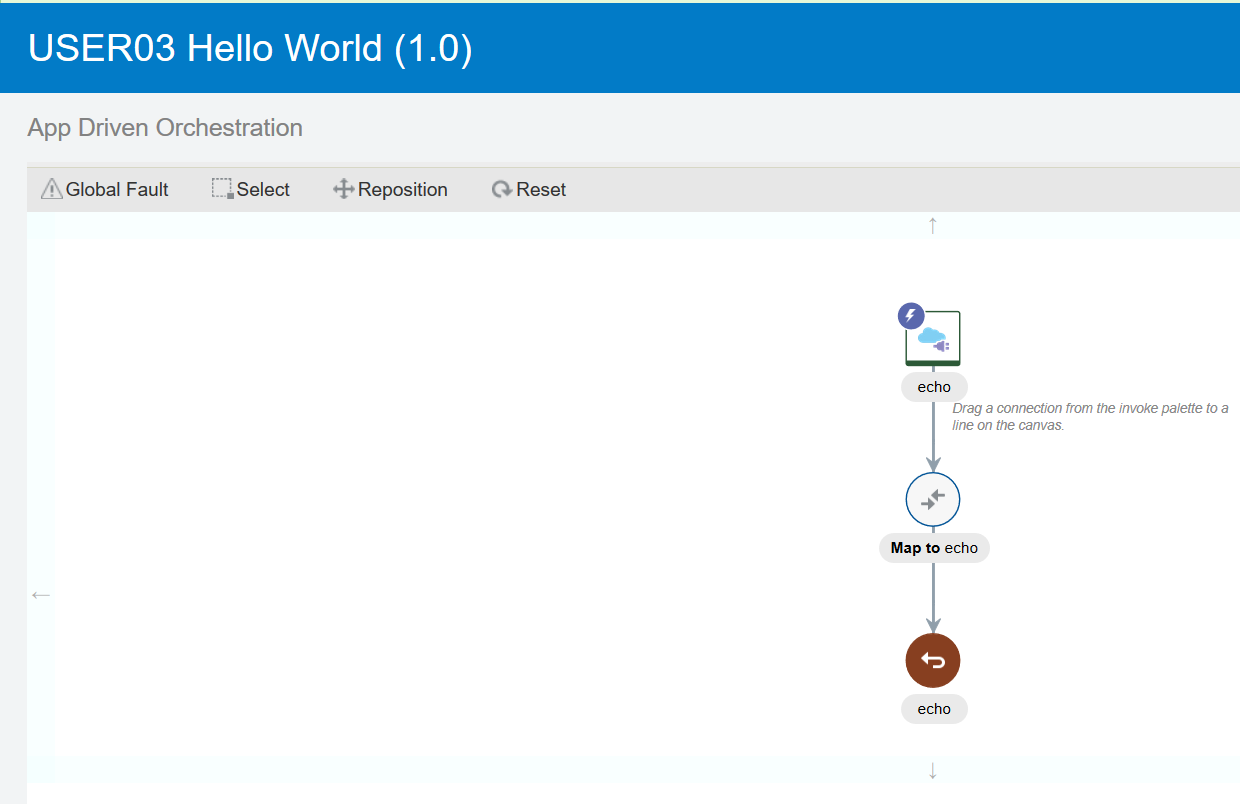 USER03 Hello World (1.0)
App Driven Orchestration
Global Fault Select Reposition Reset
echo
Drag a connection from the invoke palette to a
line on the canvas.
Map to echo
echo